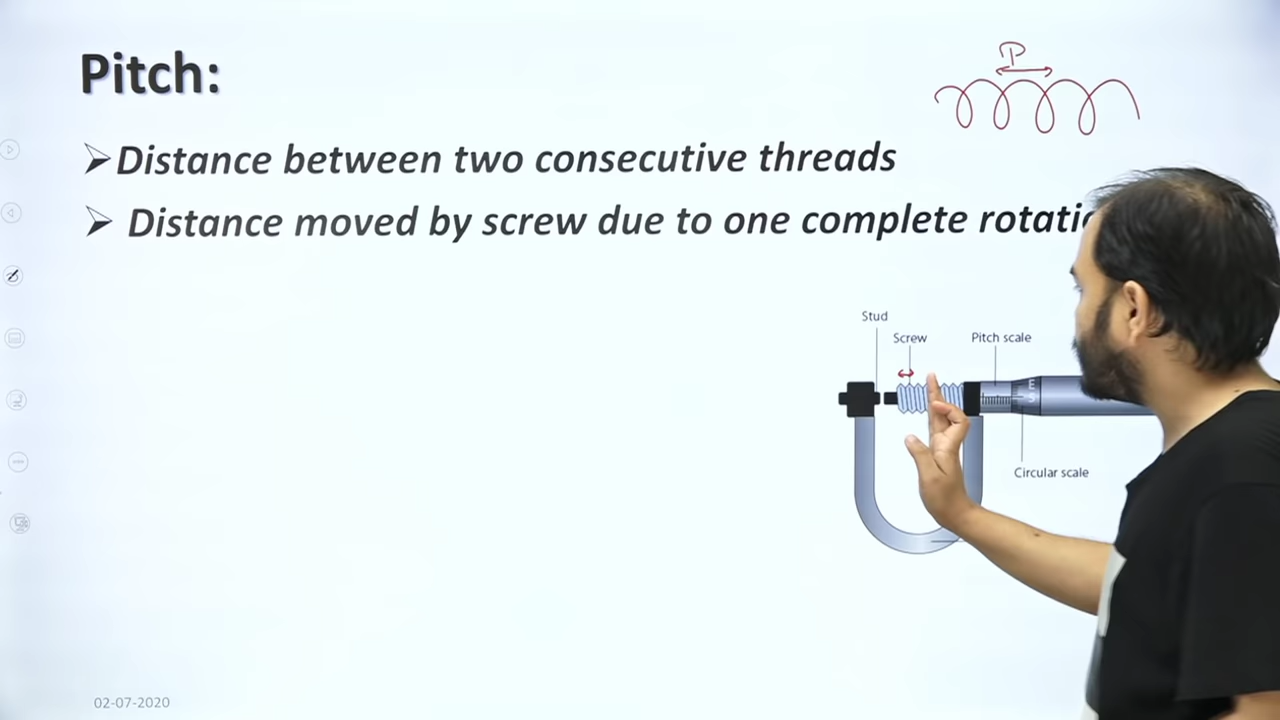 Pitch:
P
➢Distance between two consecutive threads
➢ Distance moved by screw due to one complete
Stud
Screw
Pitch scale
Circular scale
02-07-2020